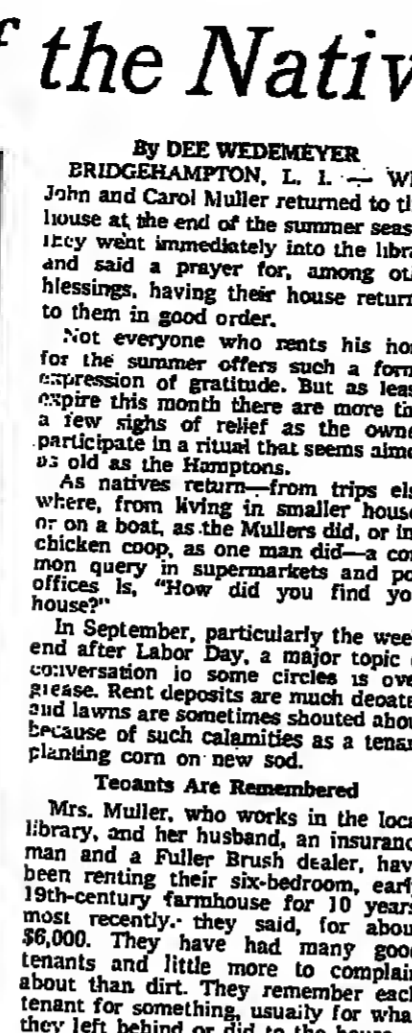 f the Nativ
By DEE WEDEMEYER
BRIDGEHAMPTON, L. I. — Wh
John and Carol Muller returned to th
house at the end of the summer seas
they went immediately into the libra
and said a prayer for, among oth
blessings, having their house return
to them in good order.
Not everyone who rents his hom
for the summer offers such a form
expression of gratitude. But as leas
expire this month there are more tha
a few sighs of relief as the owne
participate in a ritual that seems almo
as old as the Hamptons.
As natives return—from trips els
where, from living in smaller house
or on a boat, as the Mullers did, or in
chicken coop, as one man did—a com
mon query in supermarkets and po
offices is, "How did you find yo
house?"
In September, particularly the week
end after Labor Day, a major topic o
conversation io some circles is ove
grease. Rent deposits are much deoate
and lawns are sometimes shouted abou
because of such calamities as a tenan
planting corn on new sod.
Teoants Are Remembered
Mrs. Muller, who works in the loca
library, and her husband, an insuranc
man and a Fuller Brush dealer, hav
been renting their six-bedroom, early
19th-century farmhouse for 10 years
most recently, they said, for abou
$6,000. They have had many good
tenants and little more to complain
about than dirt. They remember each
tenant for something, usually for wha
they left behind or did to the